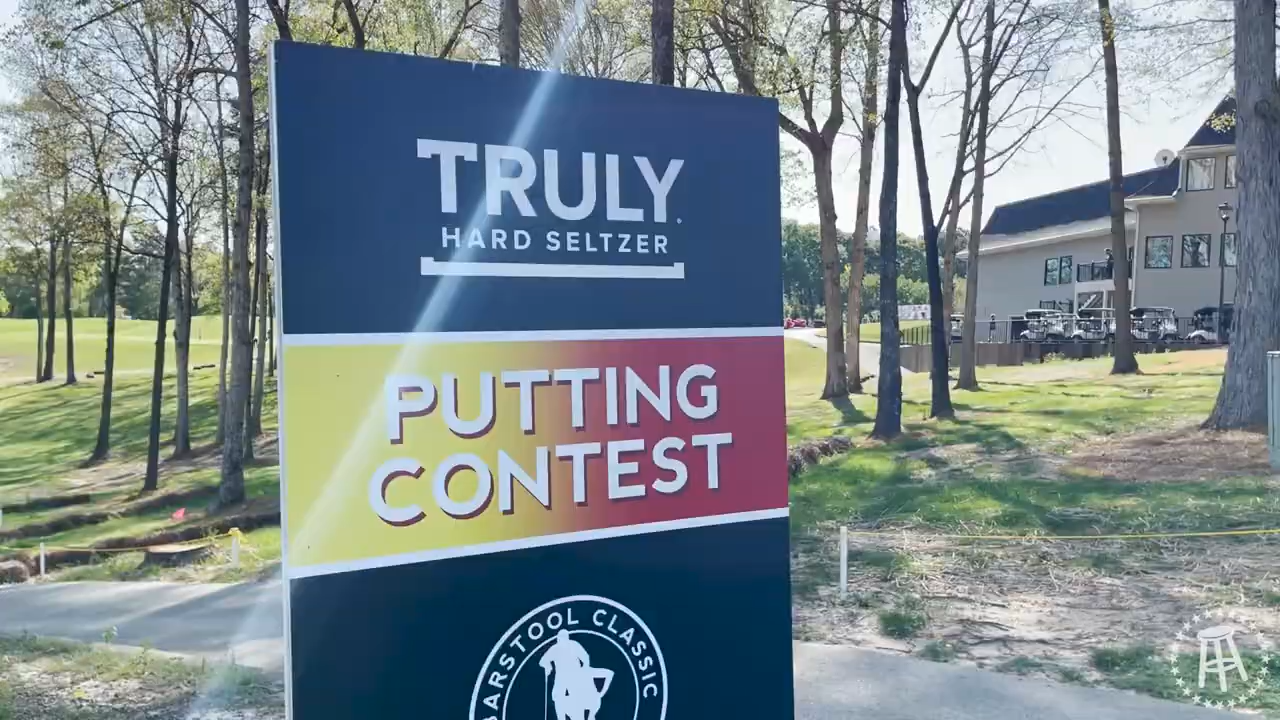 TRULY.
HARD SELTZER
PUTTING
CONTEST
BARSTOOL CLASSIC